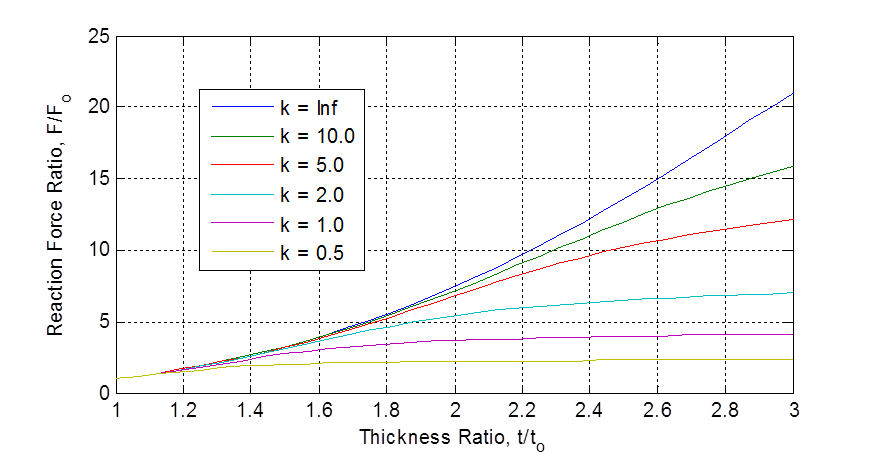 25
20
15
10
5
0
Reaction Force Ratio, F/Fo
k = Inf
k = 10.0
k = 5.0
k = 2.0
k = 1.0
k = 0.5
1 1.2 1.4 1.6 1.8 2 2.2 2.4 2.6 2.8 3
Thickness Ratio, t/to